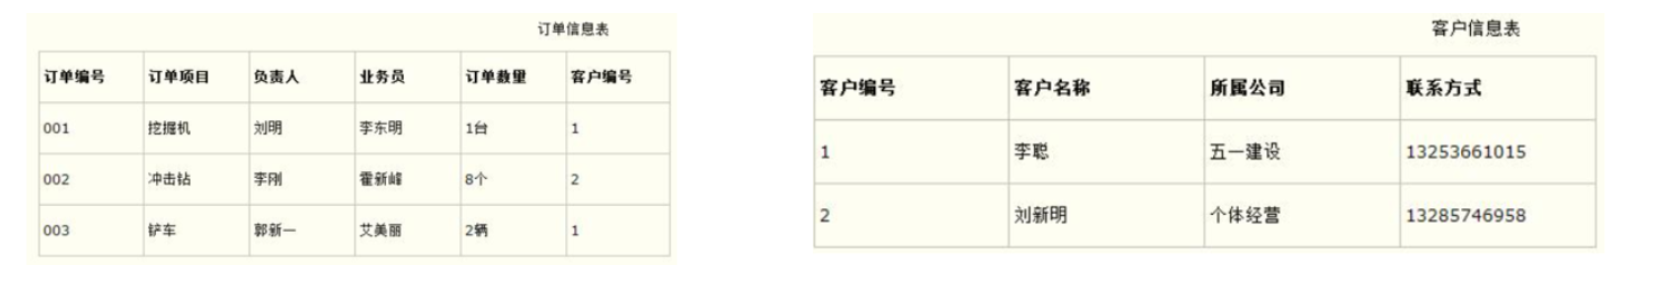 订单信息表
订单编号 订单项目 负责人 业务员 订单数量 客户编号
001 挖掘机 刘明 李东明 1台 1
002 冲击钻 李刚 霍新峰 8个 2
003 铲车 郭新一 艾美丽 2辆 1
客户信息表
客户编号 客户名称 所属公司 联系方式
1 李聪 五一建设 13253661015
2 刘新明 个体经营 13285746958